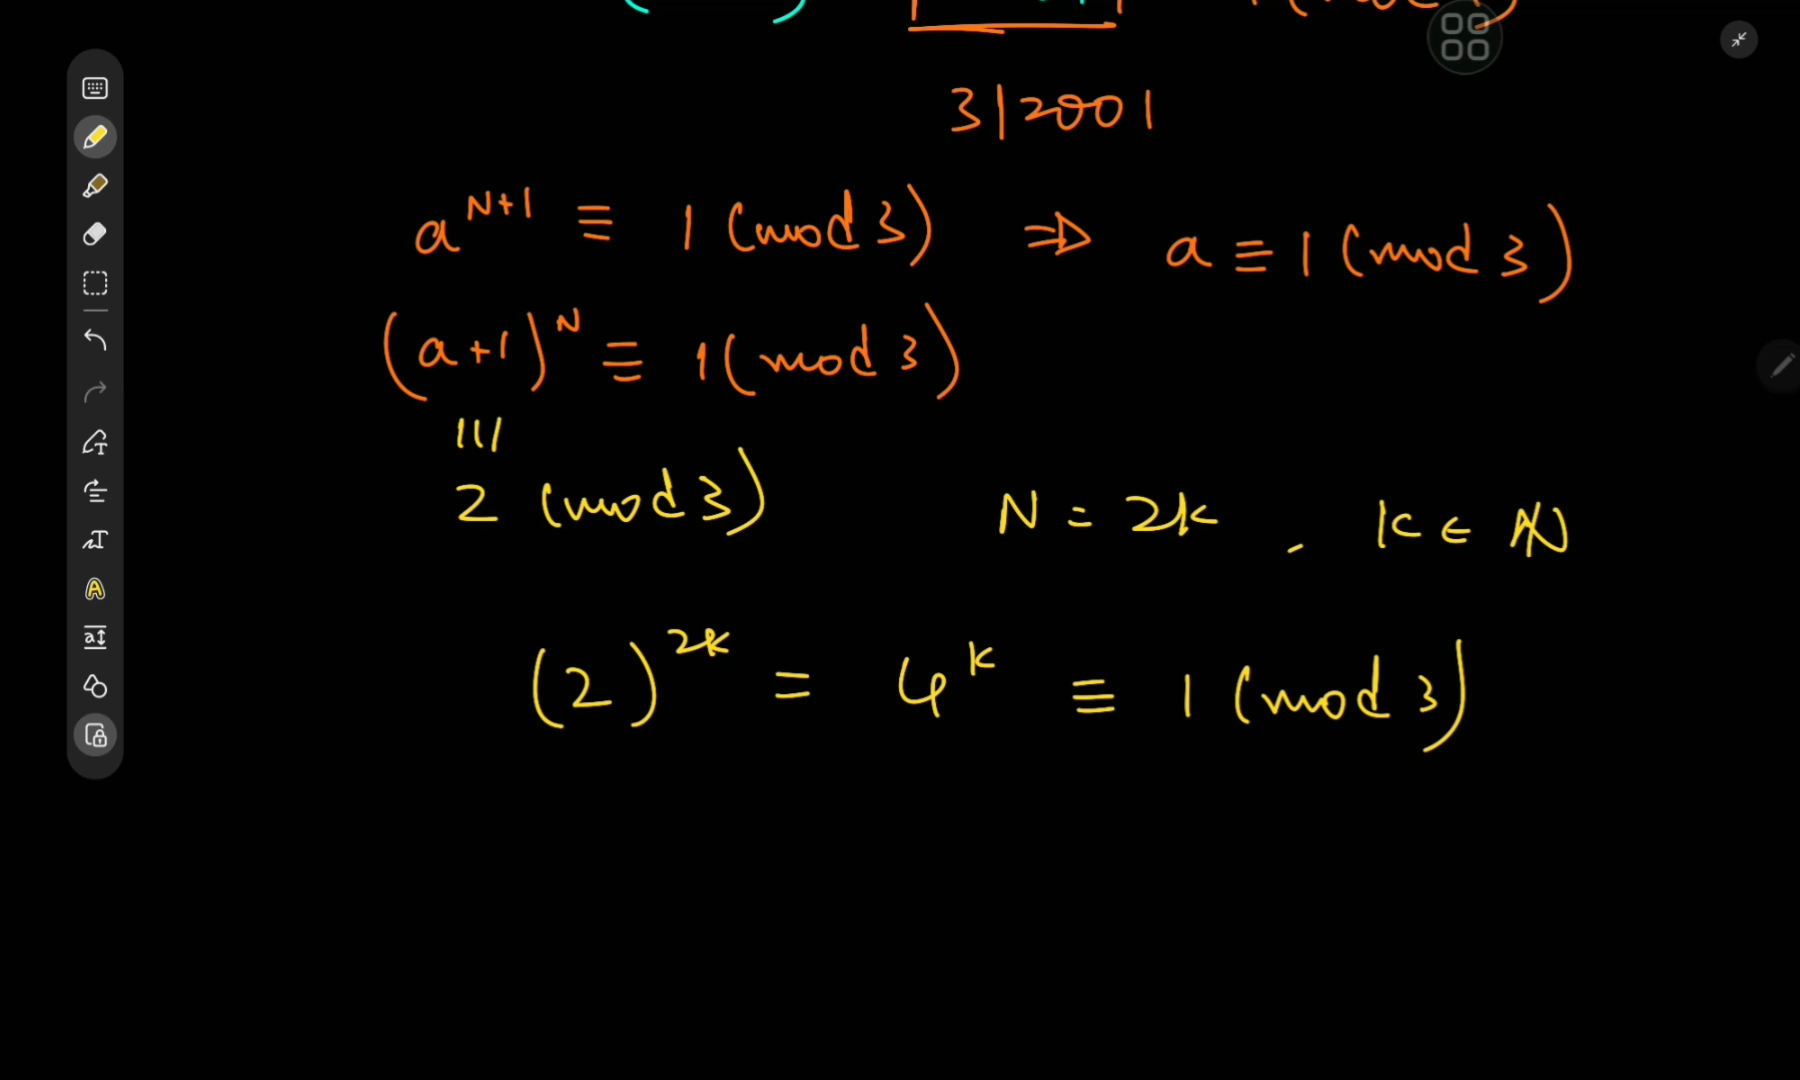 3|2001
a^{N+1} ≡ 1 (mod 3) ⇒ a ≡ 1 (mod 3)
(a+1)^N ≡ 1 (mod 3)
|||
2 (mod 3) N = 2k . k ∈ ℕ
(2)^{2k} = 4^k ≡ 1 (mod 3)